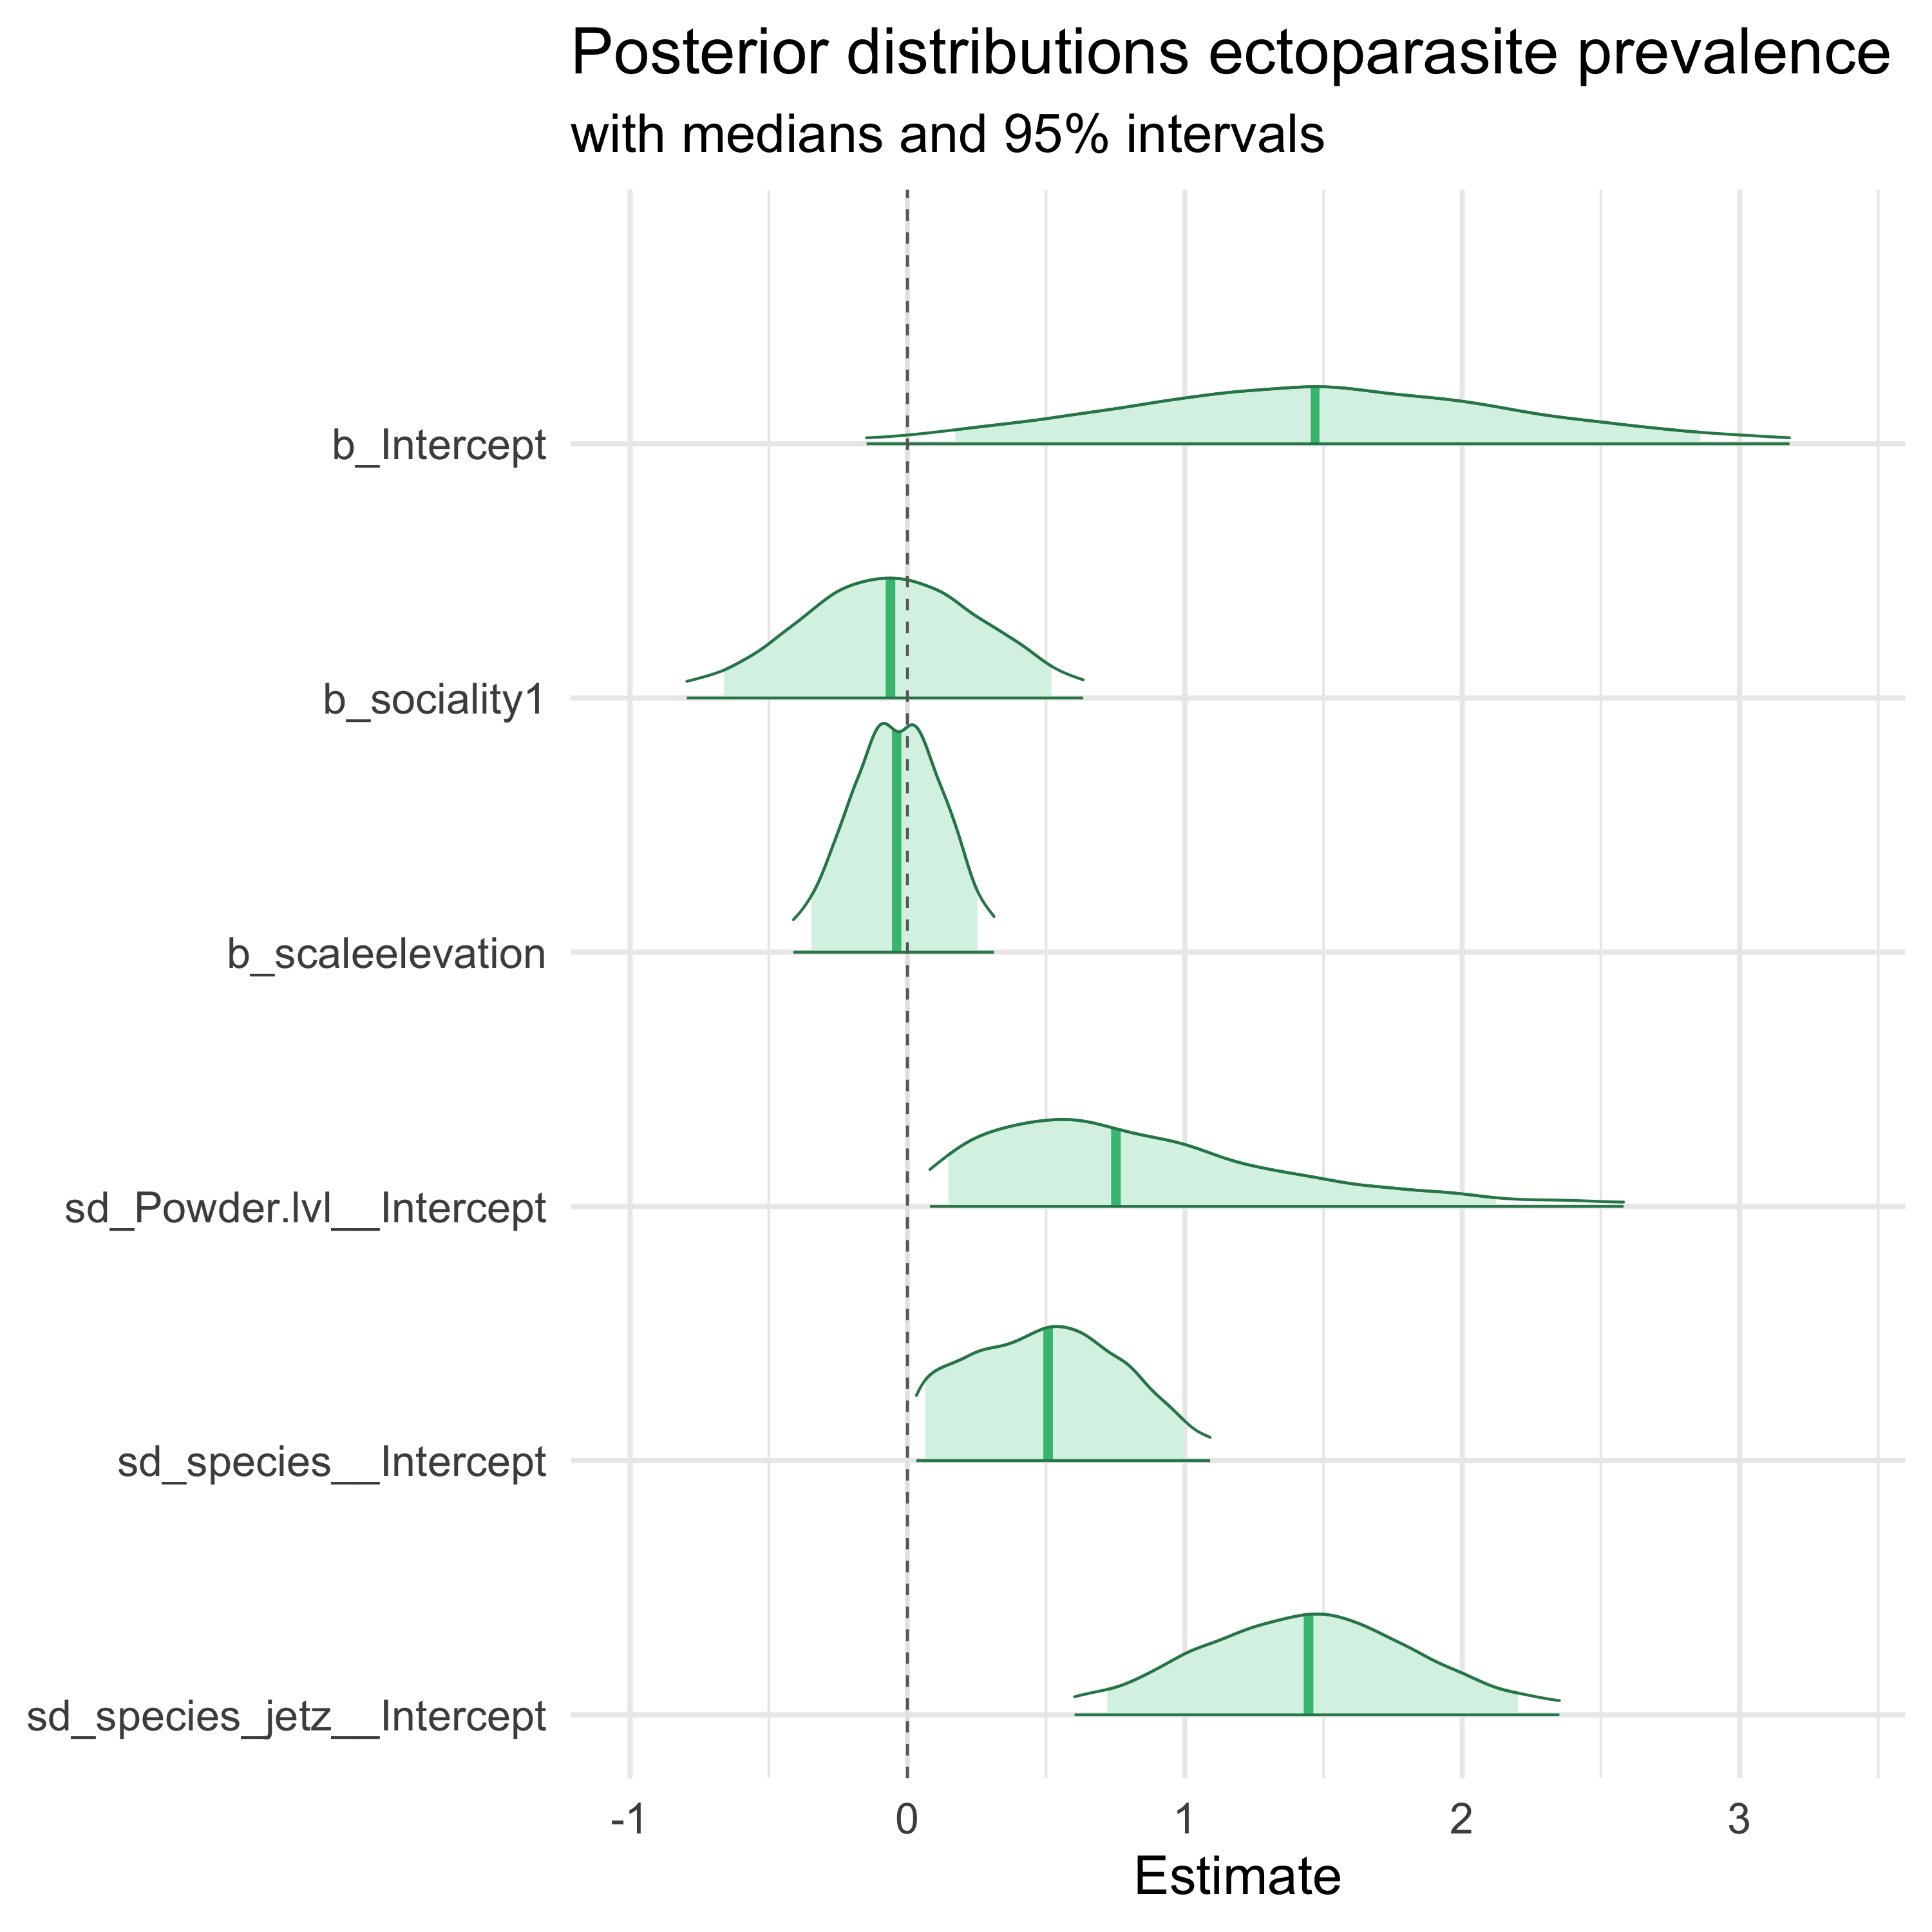 Posterior distributions ectoparasite prevalence
with medians and 95% intervals
b_Intercept
b_sociality1
b_scaleelevation
sd_Powder.lvl__Intercept
sd_species__Intercept
sd_species_jetz__Intercept
-1 0 1 2 3
Estimate